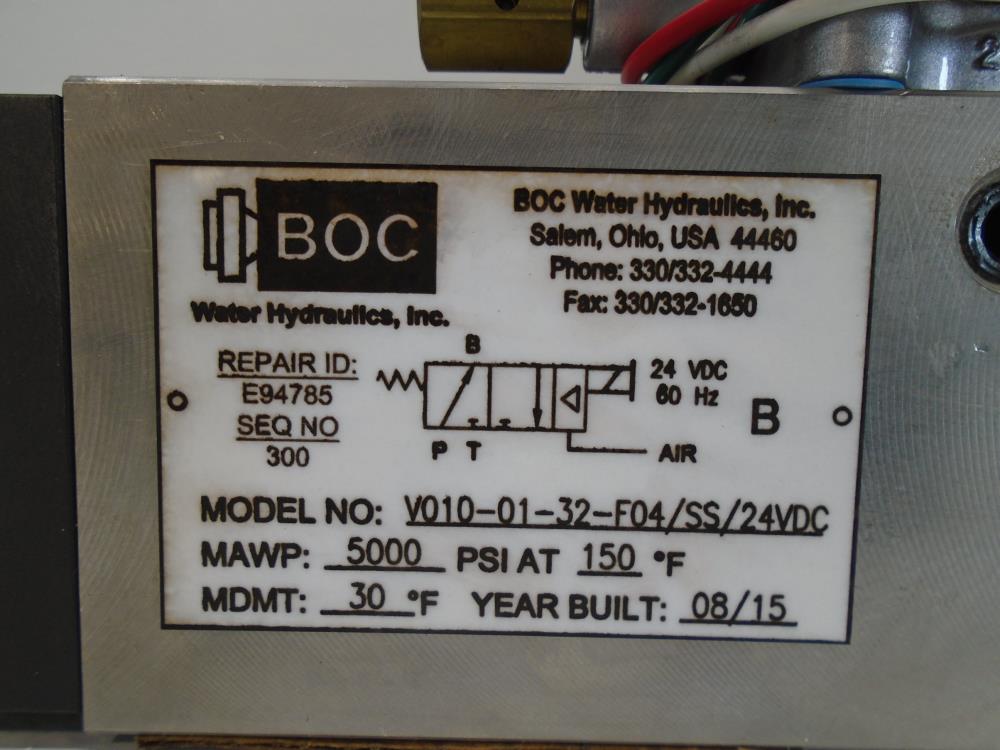 2
BOC
Water Hydraulics, Inc.
BOC Water Hydraulics, Inc.
Salem, Ohio, USA 44460
Phone: 330/332-4444
Fax: 330/332-1650
REPAIR ID:
E94785
SEQ NO
300
B
P T
24 VDC
60 Hz
AIR
B
MODEL NO: V010-01-32-F04/SS/24VDC
MAWP: 5000 PSI AT 150 °F
MDMT: 30 °F YEAR BUILT: 08/15